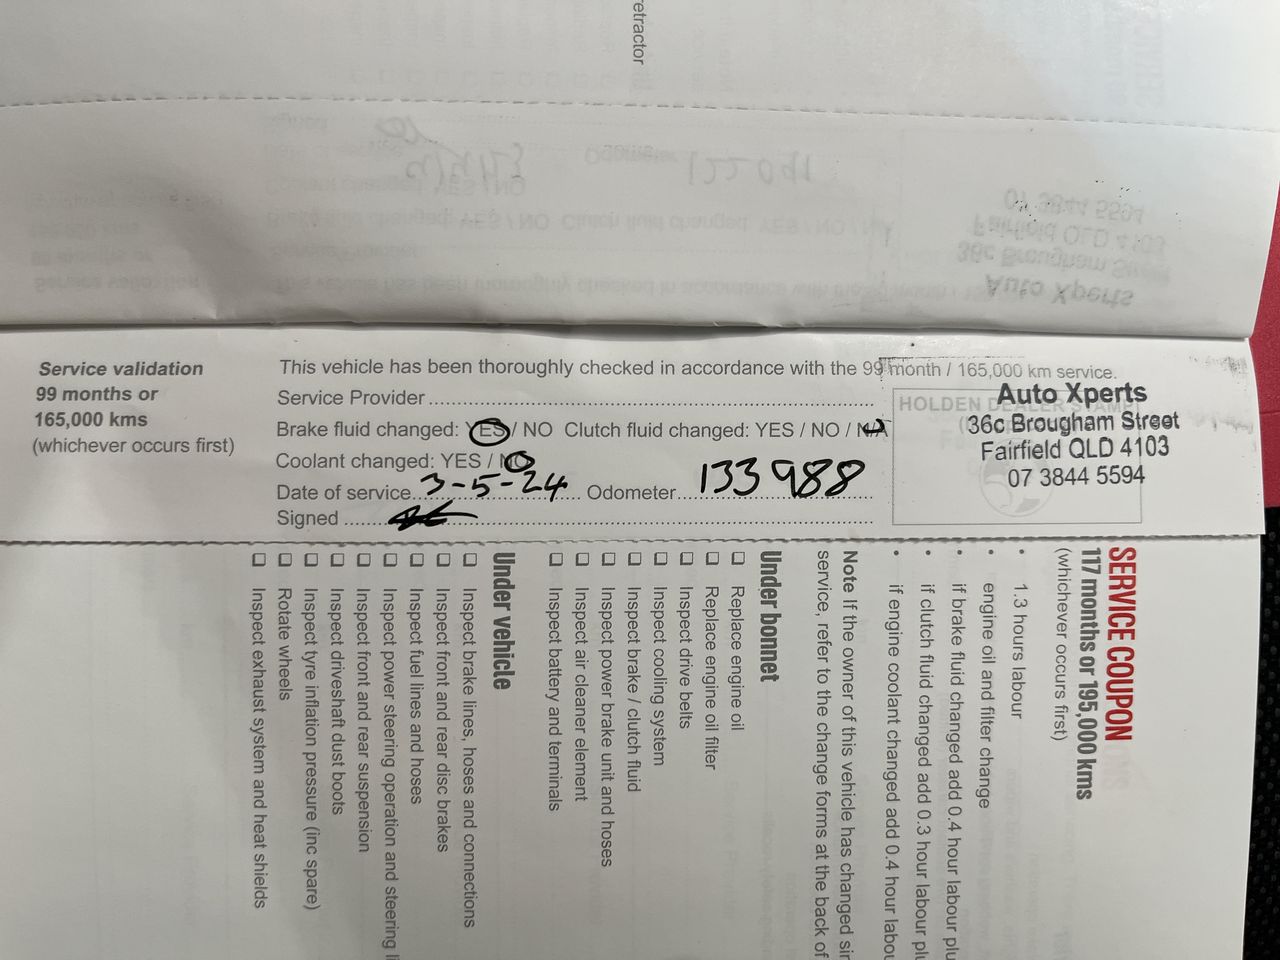 etractor
Service validation
99 months or
165,000 kms
(whichever occurs first)
This vehicle has been thoroughly checked in accordance with the 99 month / 165,000 km service.
Service Provider
Brake fluid changed: YES / NO Clutch fluid changed: YES / NO / N/A
Coolant changed: YES / NO
Date of service 3-5-24 Odometer 133988
Signed
HOLDEN DEALER STAMP
Auto Xperts
36c Brougham Street
Fairfield QLD 4103
07 3844 5594
SERVICE COUPON
117 months or 195,000 kms
(whichever occurs first)
• 1.3 hours labour
• engine oil and filter change
• if brake fluid changed add 0.4 hour labour plu
• if clutch fluid changed add 0.3 hour labour plu
• if engine coolant changed add 0.4 hour labou
Note If the owner of this vehicle has changed sin
service, refer to the change forms at the back of
Under bonnet
Replace engine oil
Replace engine oil filter
Inspect drive belts
Inspect cooling system
Inspect brake / clutch fluid
Inspect power brake unit and hoses
Inspect air cleaner element
Inspect battery and terminals
Under vehicle
Inspect brake lines, hoses and connections
Inspect front and rear disc brakes
Inspect fuel lines and hoses
Inspect power steering operation and steering li
Inspect front and rear suspension
Inspect driveshaft dust boots
Inspect tyre inflation pressure (inc spare)
Rotate wheels
Inspect exhaust system and heat shields